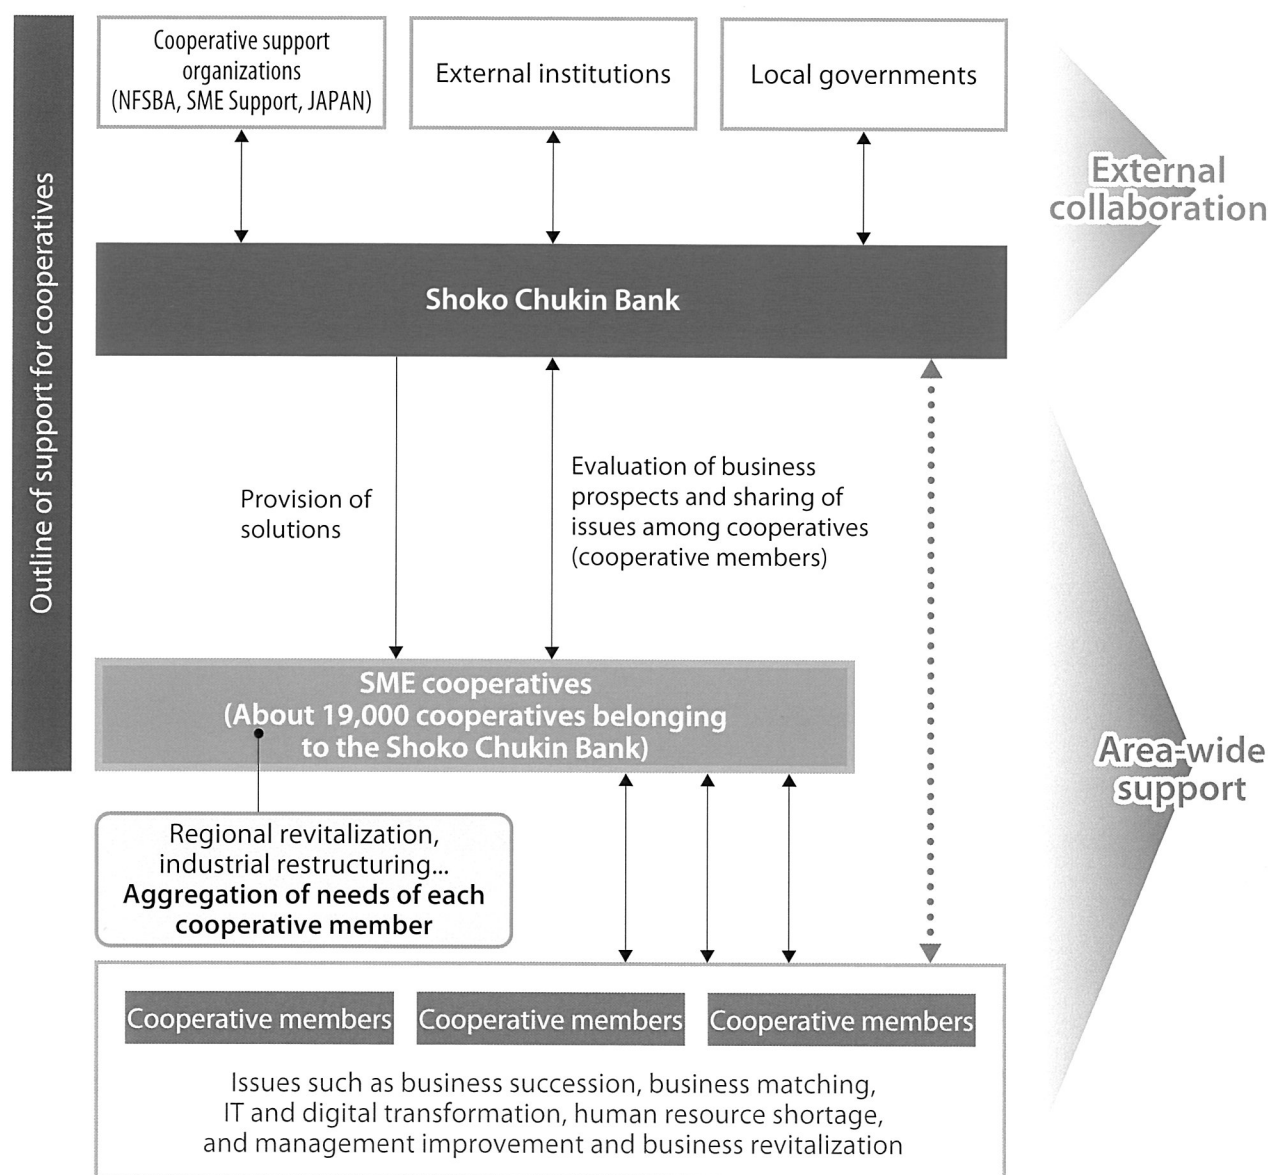 Outline of support for cooperatives
Cooperative support
organizations
(NFSBA, SME Support, JAPAN)
External institutions
Local governments
External
collaboration
Shoko Chukin Bank
Provision of
solutions
Evaluation of business
prospects and sharing of
issues among cooperatives
(cooperative members)
SME cooperatives
(About 19,000 cooperatives belonging
to the Shoko Chukin Bank)
Area-wide
support
Regional revitalization,
industrial restructuring...
Aggregation of needs of each
cooperative member
Cooperative members
Cooperative members
Cooperative members
Issues such as business succession, business matching,
IT and digital transformation, human resource shortage,
and management improvement and business revitalization